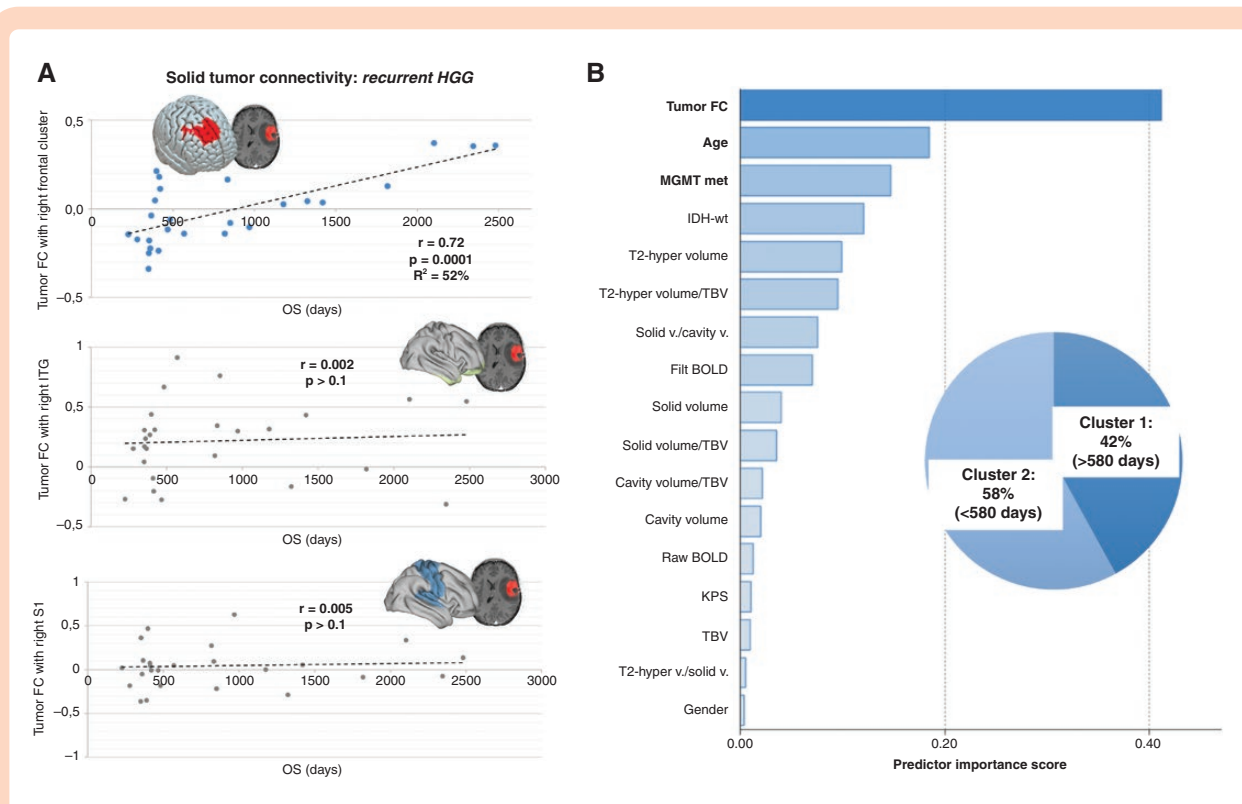 A
Solid tumor connectivity: recurrent HGG
Tumor FC with right frontal cluster
0,5
0,0
–0,5
0
500
1000
1500
2000
2500
r = 0.72
p = 0.0001
R² = 52%
OS (days)
Tumor FC with right ITG
1
0,5
0
–0,5
0
500
1000
1500
2000
2500
3000
r = 0.002
p > 0.1
OS (days)
Tumor FC with right S1
1
0,5
0
–0,5
–1
0
500
1000
1500
2000
2500
3000
r = 0.005
p > 0.1
OS (days)
B
Tumor FC
Age
MGMT met
IDH-wt
T2-hyper volume
T2-hyper volume/TBV
Solid v./cavity v.
Filt BOLD
Solid volume
Solid volume/TBV
Cavity volume/TBV
Cavity volume
Raw BOLD
KPS
TBV
T2-hyper v./solid v.
Gender
0.00
0.20
0.40
Predictor importance score
Cluster 1:
42%
(>580 days)
Cluster 2:
58%
(<580 days)